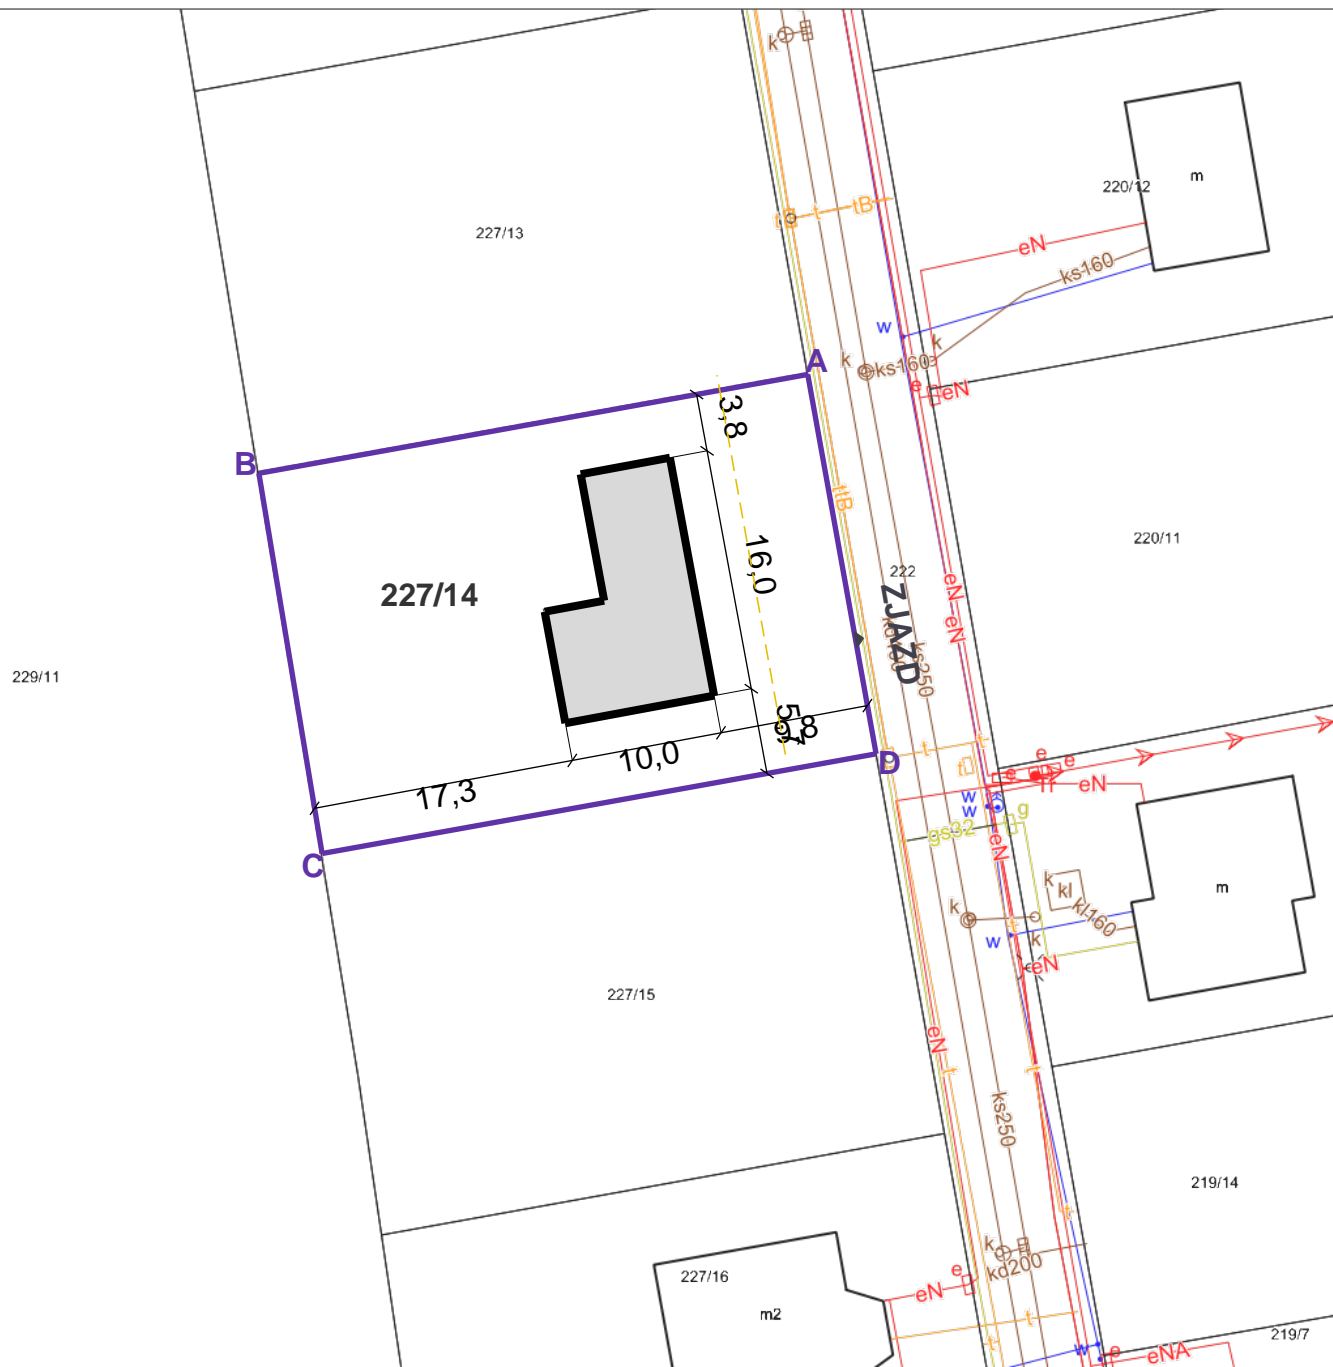 k
227/13
220/12
m
tB
t
tB
eN
ks160
w
k
k
ks160
e
eN
A
3,8
B
ttB
16,0
220/11
227/14
222
ZJAZD
eN
eN
ks250
229/11
9,8
10,0
17,3
D
C
t
t
t
e
e
e
eN
w
w
g
gs32
eN
k
kl
kl160
m
k
t
w
k
eN
227/15
eN
t
t
ks250
219/14
t
k
kd200
e
eN
227/16
m2
t
t
219/7
w
e
eNA